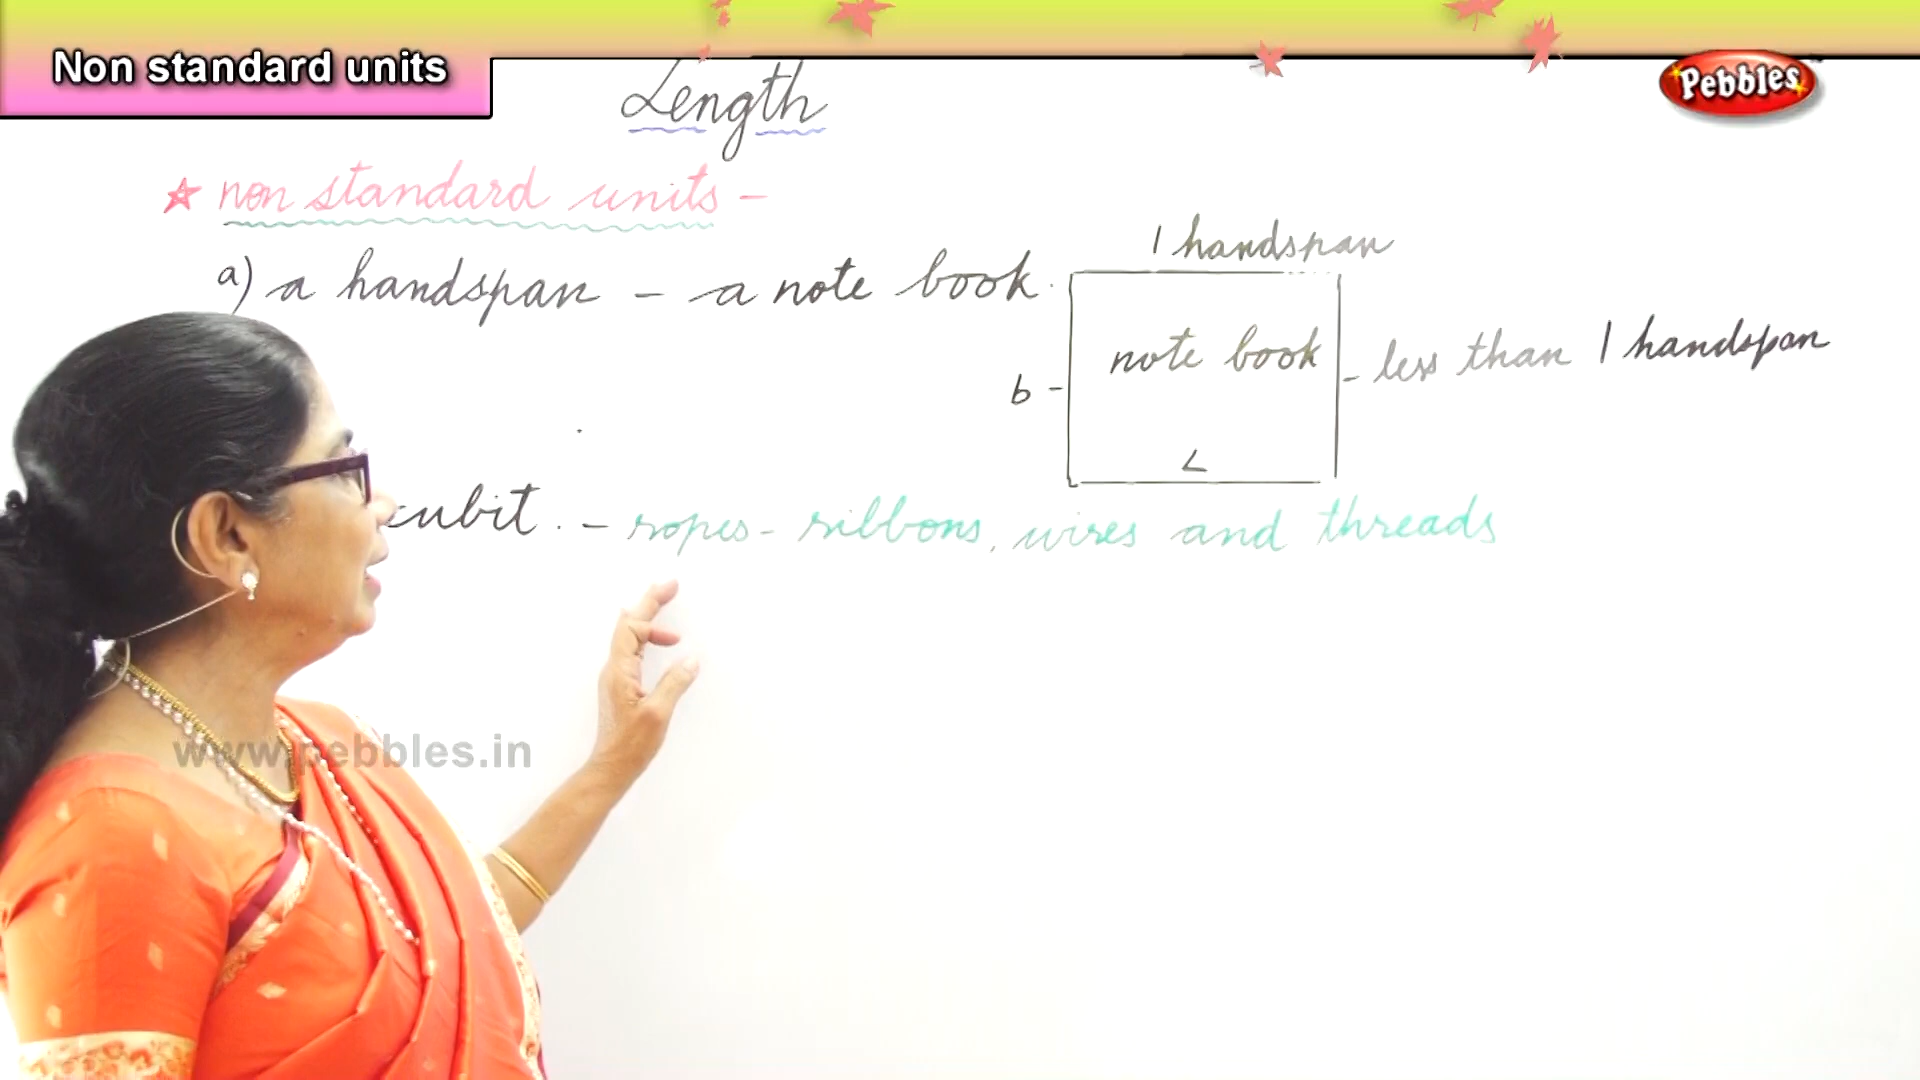 Non standard units
Pebbles
Length
★ non standard units -
1 handspan
a) a handspan - a note book.
note book - less than 1 handspan
b -
L
cubit. - ropes - ribbons, wires and threads
www.pebbles.in